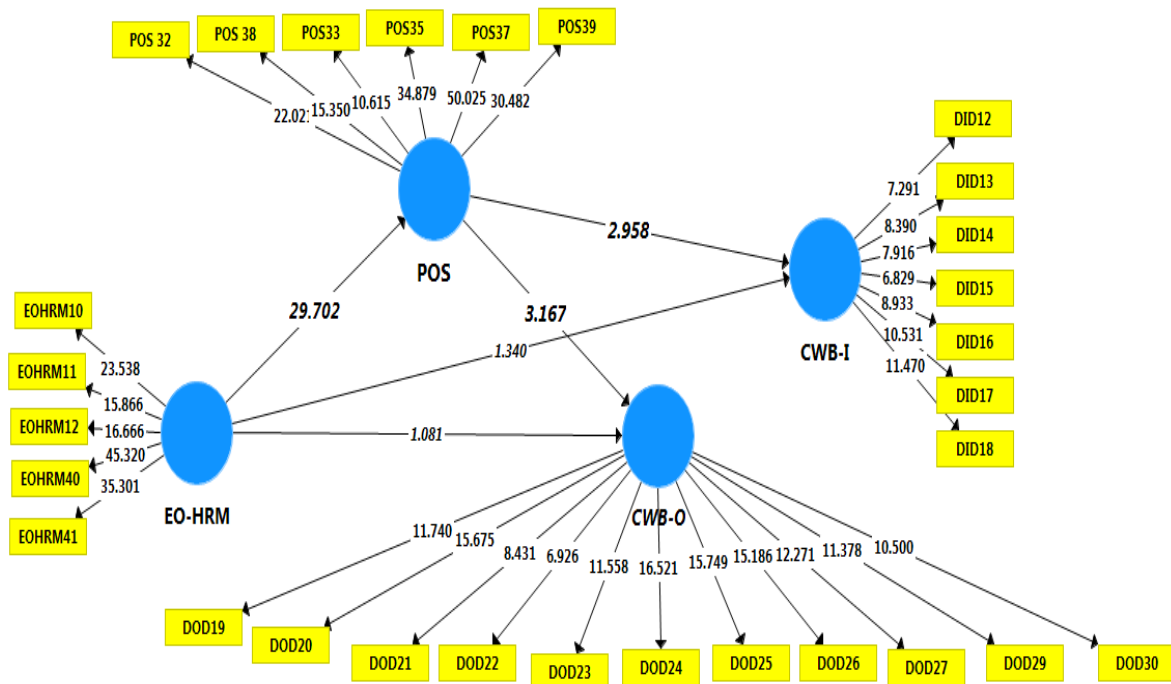 POS 32
POS 38
POS33
POS35
POS37
POS39
22.021
15.350
10.615
34.879
50.025
30.482
POS
DID12
DID13
DID14
DID15
DID16
DID17
DID18
7.291
8.390
7.916
6.829
8.933
10.531
11.470
CWB-I
2.958
3.167
29.702
1.340
1.081
EOHRM10
EOHRM11
EOHRM12
EOHRM40
EOHRM41
23.538
15.866
16.666
45.320
35.301
EO-HRM
CWB-O
11.740
15.675
8.431
6.926
11.558
16.521
15.749
15.186
12.271
11.378
10.500
DOD19
DOD20
DOD21
DOD22
DOD23
DOD24
DOD25
DOD26
DOD27
DOD29
DOD30